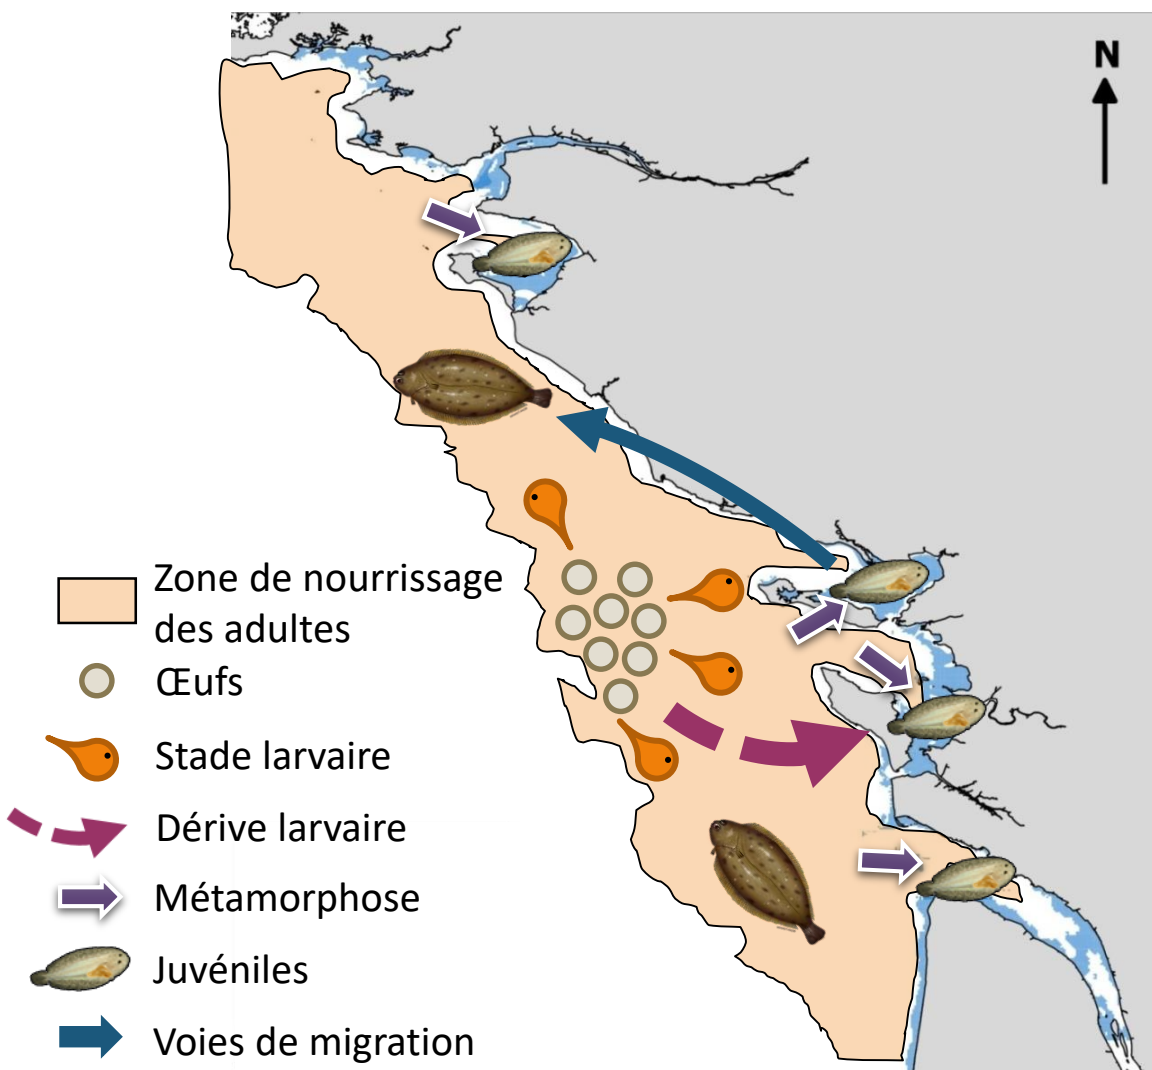 N
Zone de nourrissage
des adultes
Œufs
Stade larvaire
Dérive larvaire
Métamorphose
Juvéniles
Voies de migration